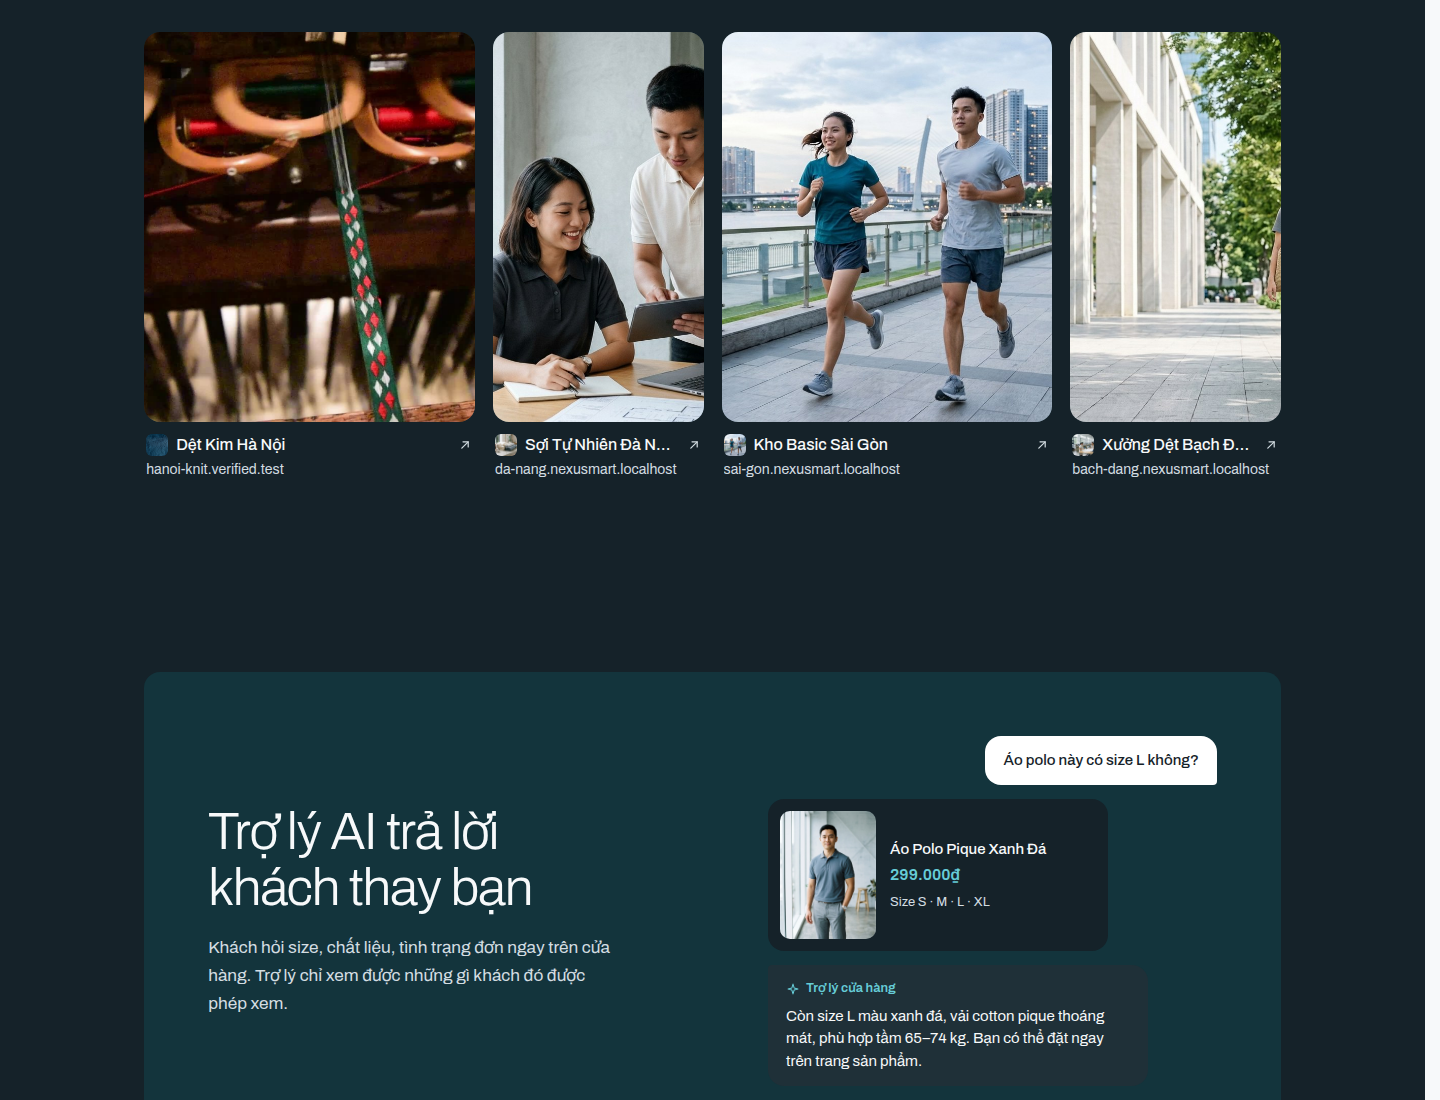 Dệt Kim Hà Nội
hanoi-knit.verified.test
Sợi Tự Nhiên Đà N...
da-nang.nexusmart.localhost
Kho Basic Sài Gòn
sai-gon.nexusmart.localhost
Xưởng Dệt Bạch Đ...
bach-dang.nexusmart.localhost
Trợ lý AI trả lời
khách thay bạn
Khách hỏi size, chất liệu, tình trạng đơn ngay trên cửa
hàng. Trợ lý chỉ xem được những gì khách đó được
phép xem.
Áo polo này có size L không?
Áo Polo Pique Xanh Đá
299.000₫
Size S · M · L · XL
Trợ lý cửa hàng
Còn size L màu xanh đá, vải cotton pique thoáng
mát, phù hợp tầm 65–74 kg. Bạn có thể đặt ngay
trên trang sản phẩm.